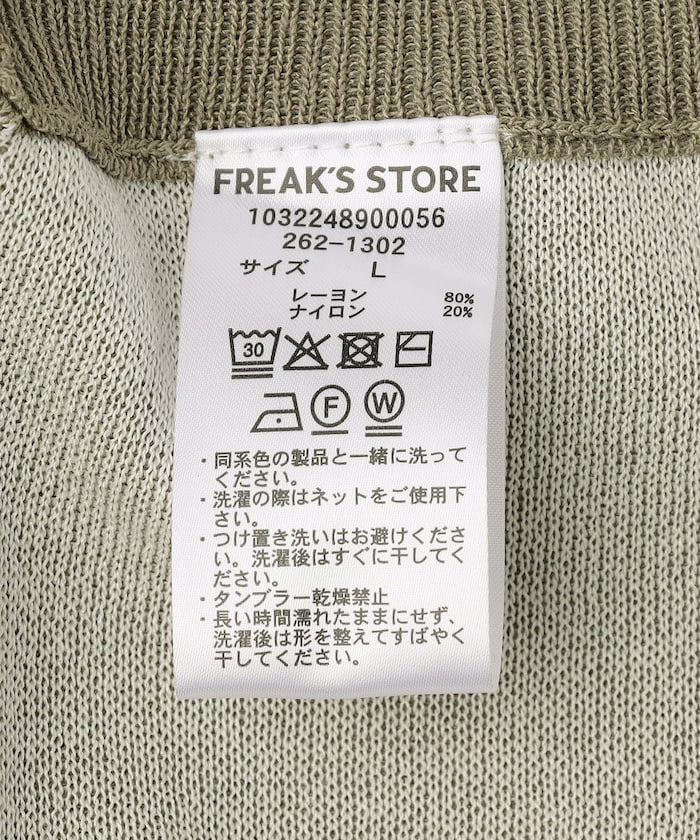 FREAK'S STORE
1032248900056
262-1302
サイズ L
レーヨン 80%
ナイロン 20%
30
F W
・同系色の製品と一緒に洗って
ください。
・洗濯の際はネットをご使用下
さい。
・つけ置き洗いはお避けくださ
い。洗濯後はすぐに干してく
ださい。
・タンブラー乾燥禁止
・長い時間濡れたままにせず、
洗濯後は形を整えてすばやく
干してください。